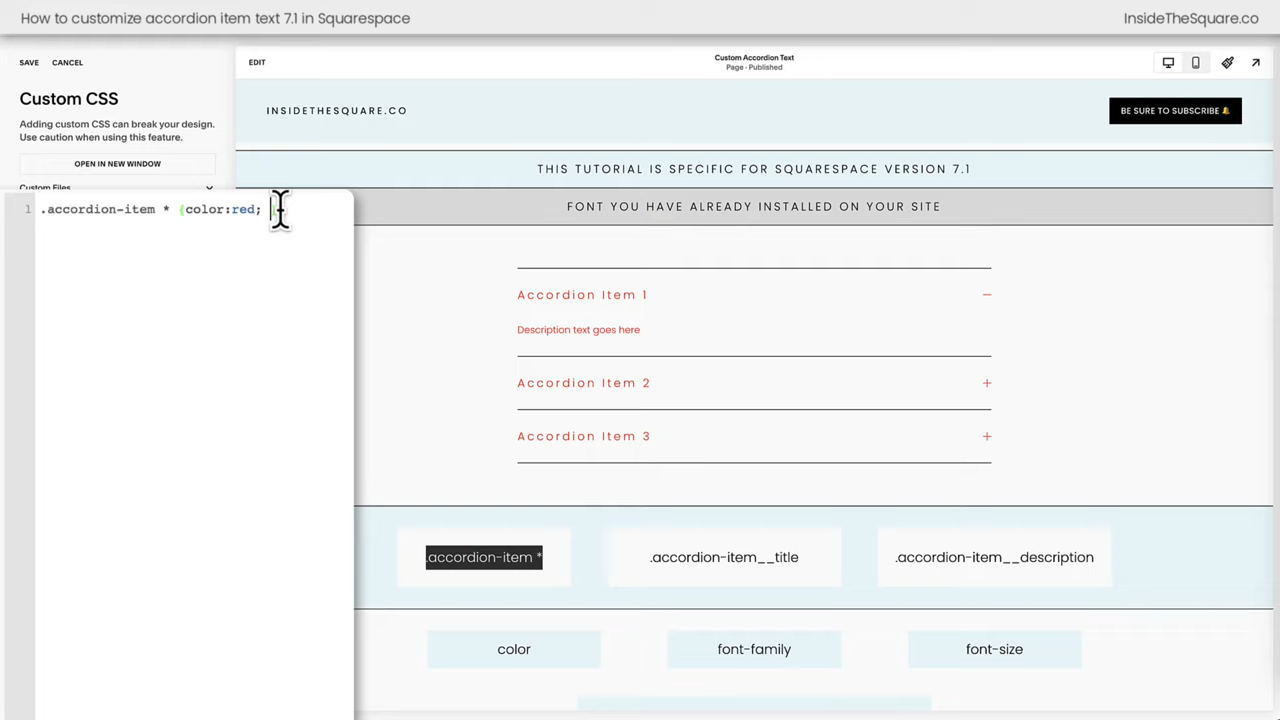 How to customize accordion item text 7.1 in Squarespace
InsideTheSquare.co
SAVE CANCEL
EDIT
Custom Accordion Text
Page · Published
Custom CSS
Adding custom CSS can break your design.
Use caution when using this feature.
OPEN IN NEW WINDOW
Custom Files
INSIDETHESQUARE.CO
BE SURE TO SUBSCRIBE 🔔
THIS TUTORIAL IS SPECIFIC FOR SQUARESPACE VERSION 7.1
FONT YOU HAVE ALREADY INSTALLED ON YOUR SITE
1 .accordion-item * {color:red;
Accordion Item 1
Description text goes here
Accordion Item 2
Accordion Item 3
.accordion-item *
.accordion-item__title
.accordion-item__description
color
font-family
font-size